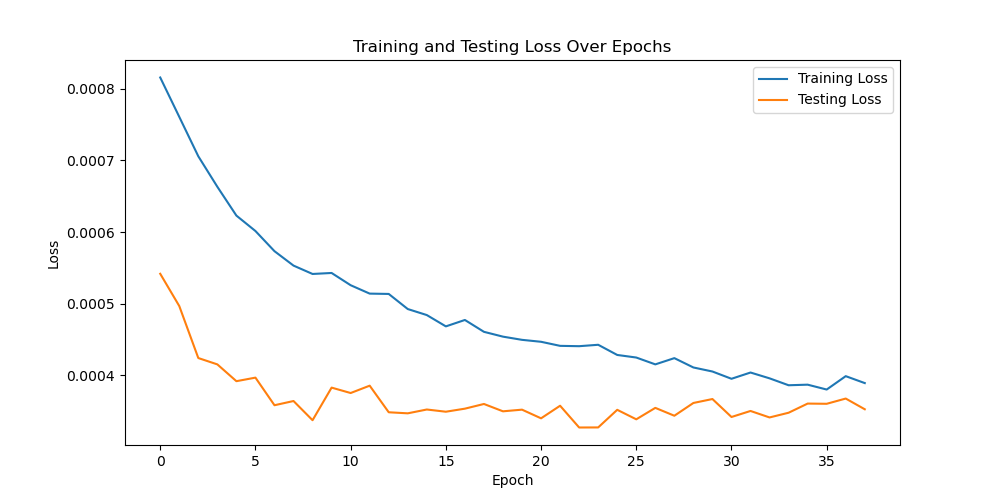 Training and Testing Loss Over Epochs
Training Loss
Testing Loss
Loss
0.0008
0.0007
0.0006
0.0005
0.0004
0 5 10 15 20 25 30 35
Epoch